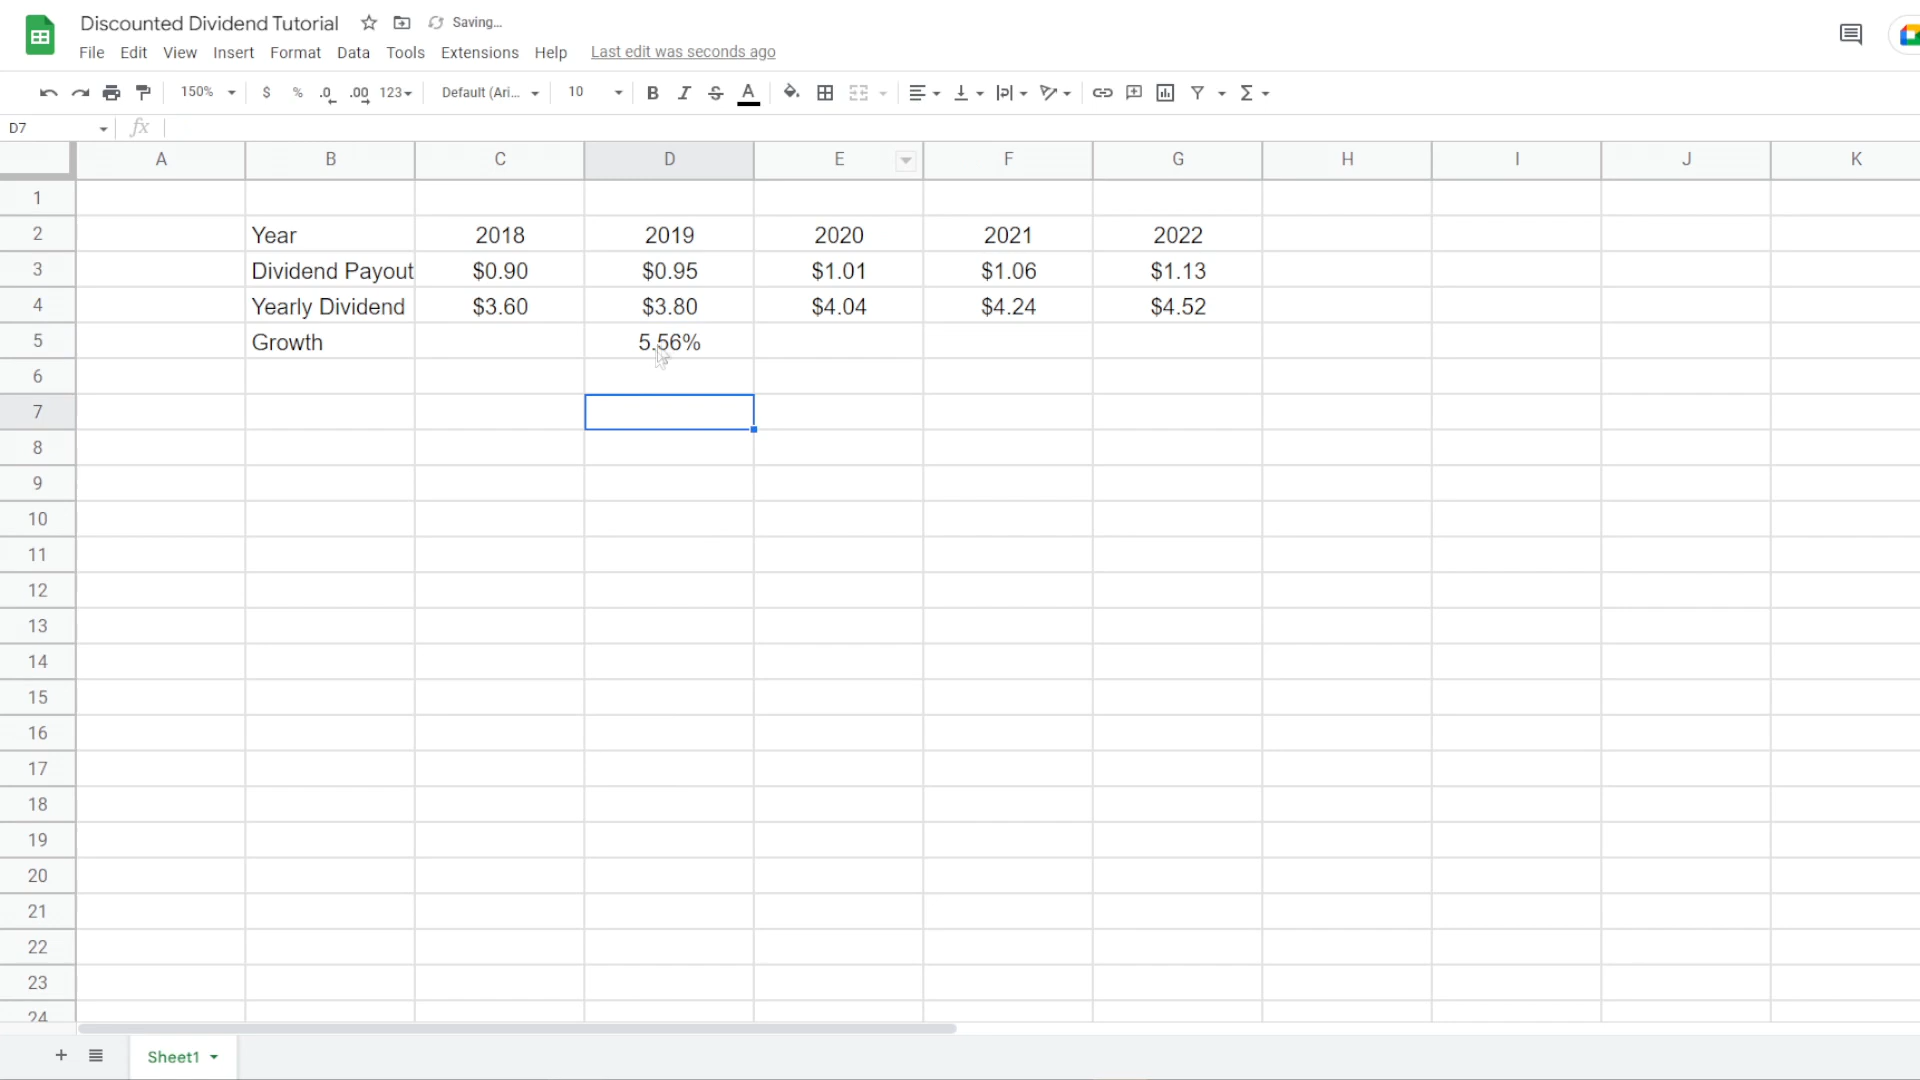 Discounted Dividend Tutorial Saving...
File Edit View Insert Format Data Tools Extensions Help Last edit was seconds ago
150% $ % .0 .00 123 Default (Ari... 10 B I S A
D7 fx
A B C D E F G H I J K
1
2 Year 2018 2019 2020 2021 2022
3 Dividend Payout $0.90 $0.95 $1.01 $1.06 $1.13
4 Yearly Dividend $3.60 $3.80 $4.04 $4.24 $4.52
5 Growth 5.56%
6
7
8
9
10
11
12
13
14
15
16
17
18
19
20
21
22
23
24
+ Sheet1